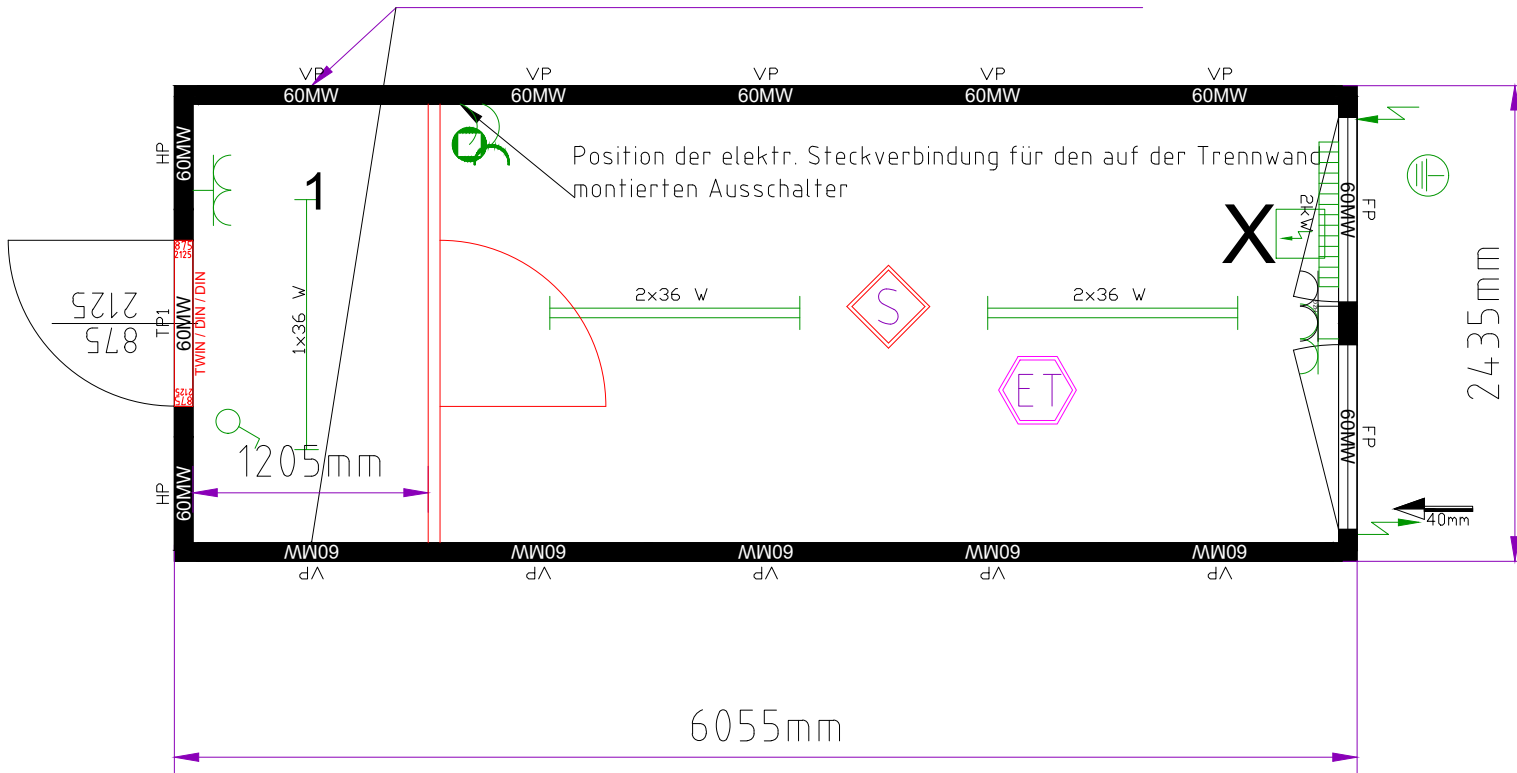 VP VP VP VP VP
60MW 60MW 60MW 60MW 60MW
HP
60MW
Position der elektr. Steckverbindung für den auf der Trennwand
montierten Ausschalter
1
X
2kW
60MW
FP
875
2125
2125
875
TP1
60MW
TWIN / DIN / DIN
1x36 W
2x36 W
S
2x36 W
2435mm
ET
2125
875
60MW
FP
1205mm
HP
60MW
40mm
60MW 60MW 60MW 60MW 60MW
VP VP VP VP VP
6055mm